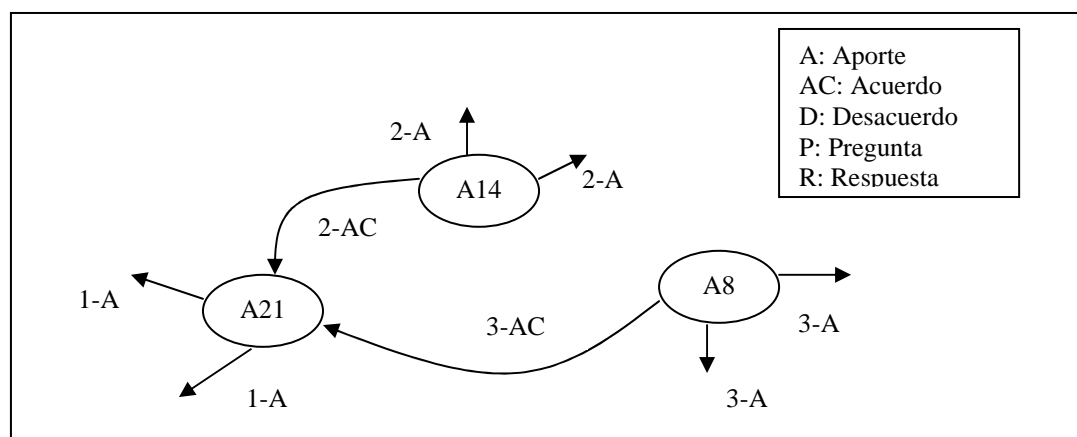 A: Aporte
AC: Acuerdo
D: Desacuerdo
P: Pregunta
R: Respuesta
2-A
A14
2-A
2-AC
A8
1-A
A21
3-AC
3-A
1-A
3-A